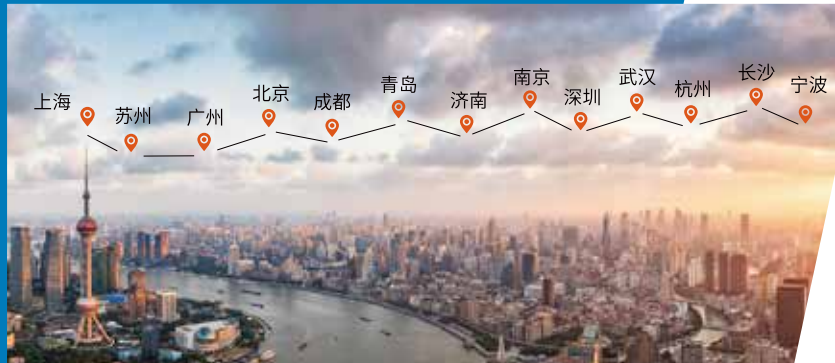 上海
苏州
广州
北京
成都
青岛
济南
南京
深圳
武汉
杭州
长沙
宁波